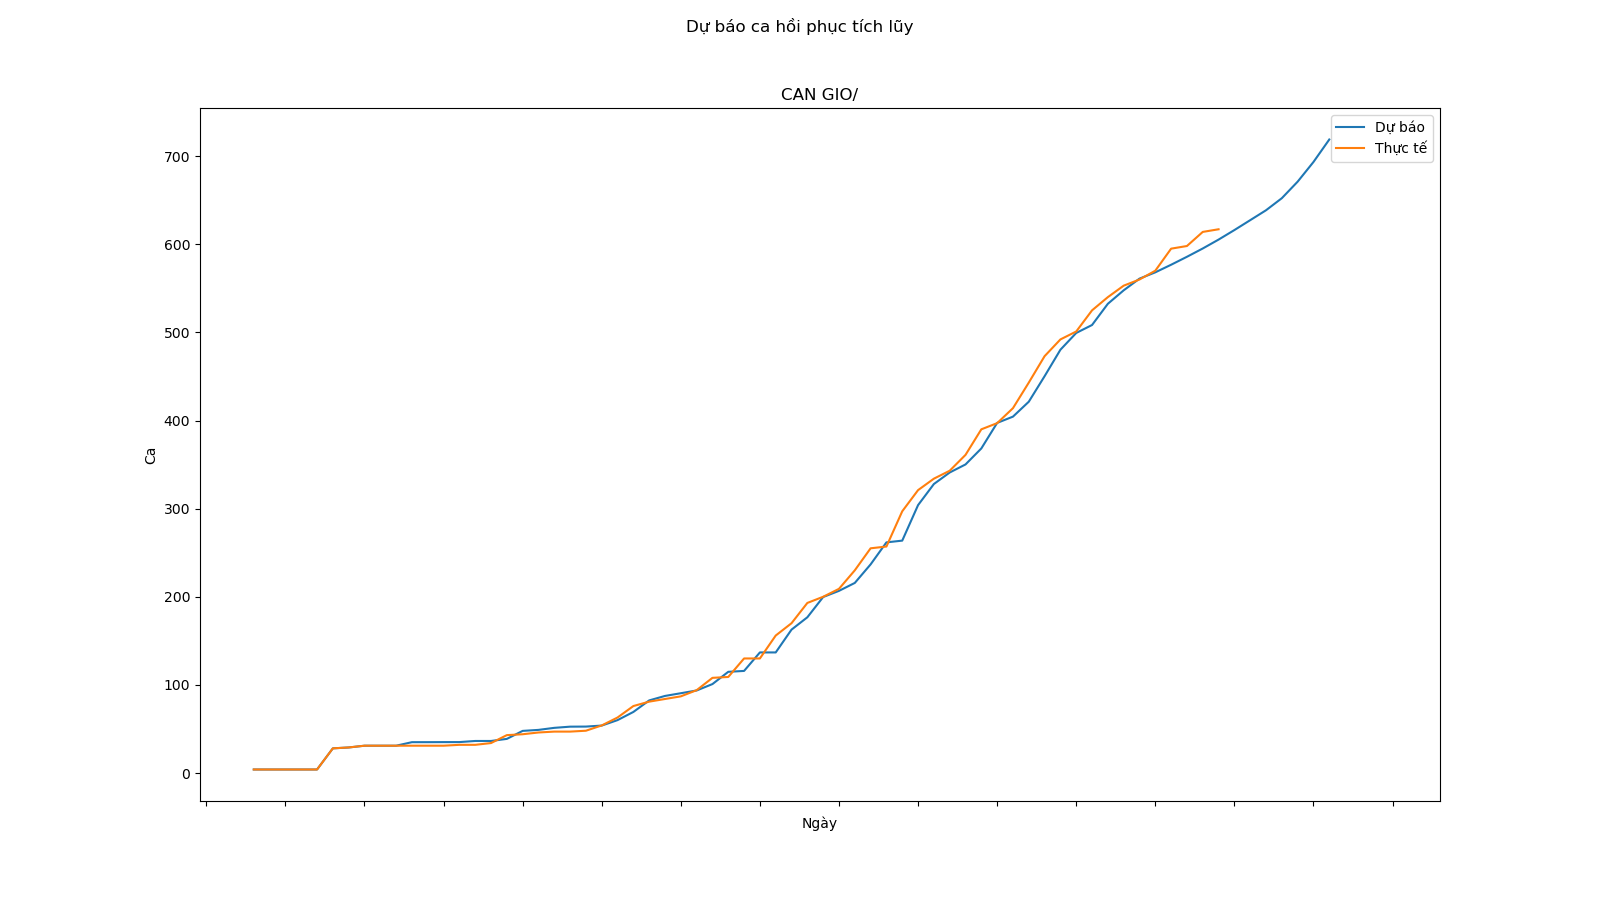 Dự báo ca hồi phục tích lũy
CAN GIO/
Dự báo
Thực tế
700
600
500
400
300
200
100
0
Ca
Ngày